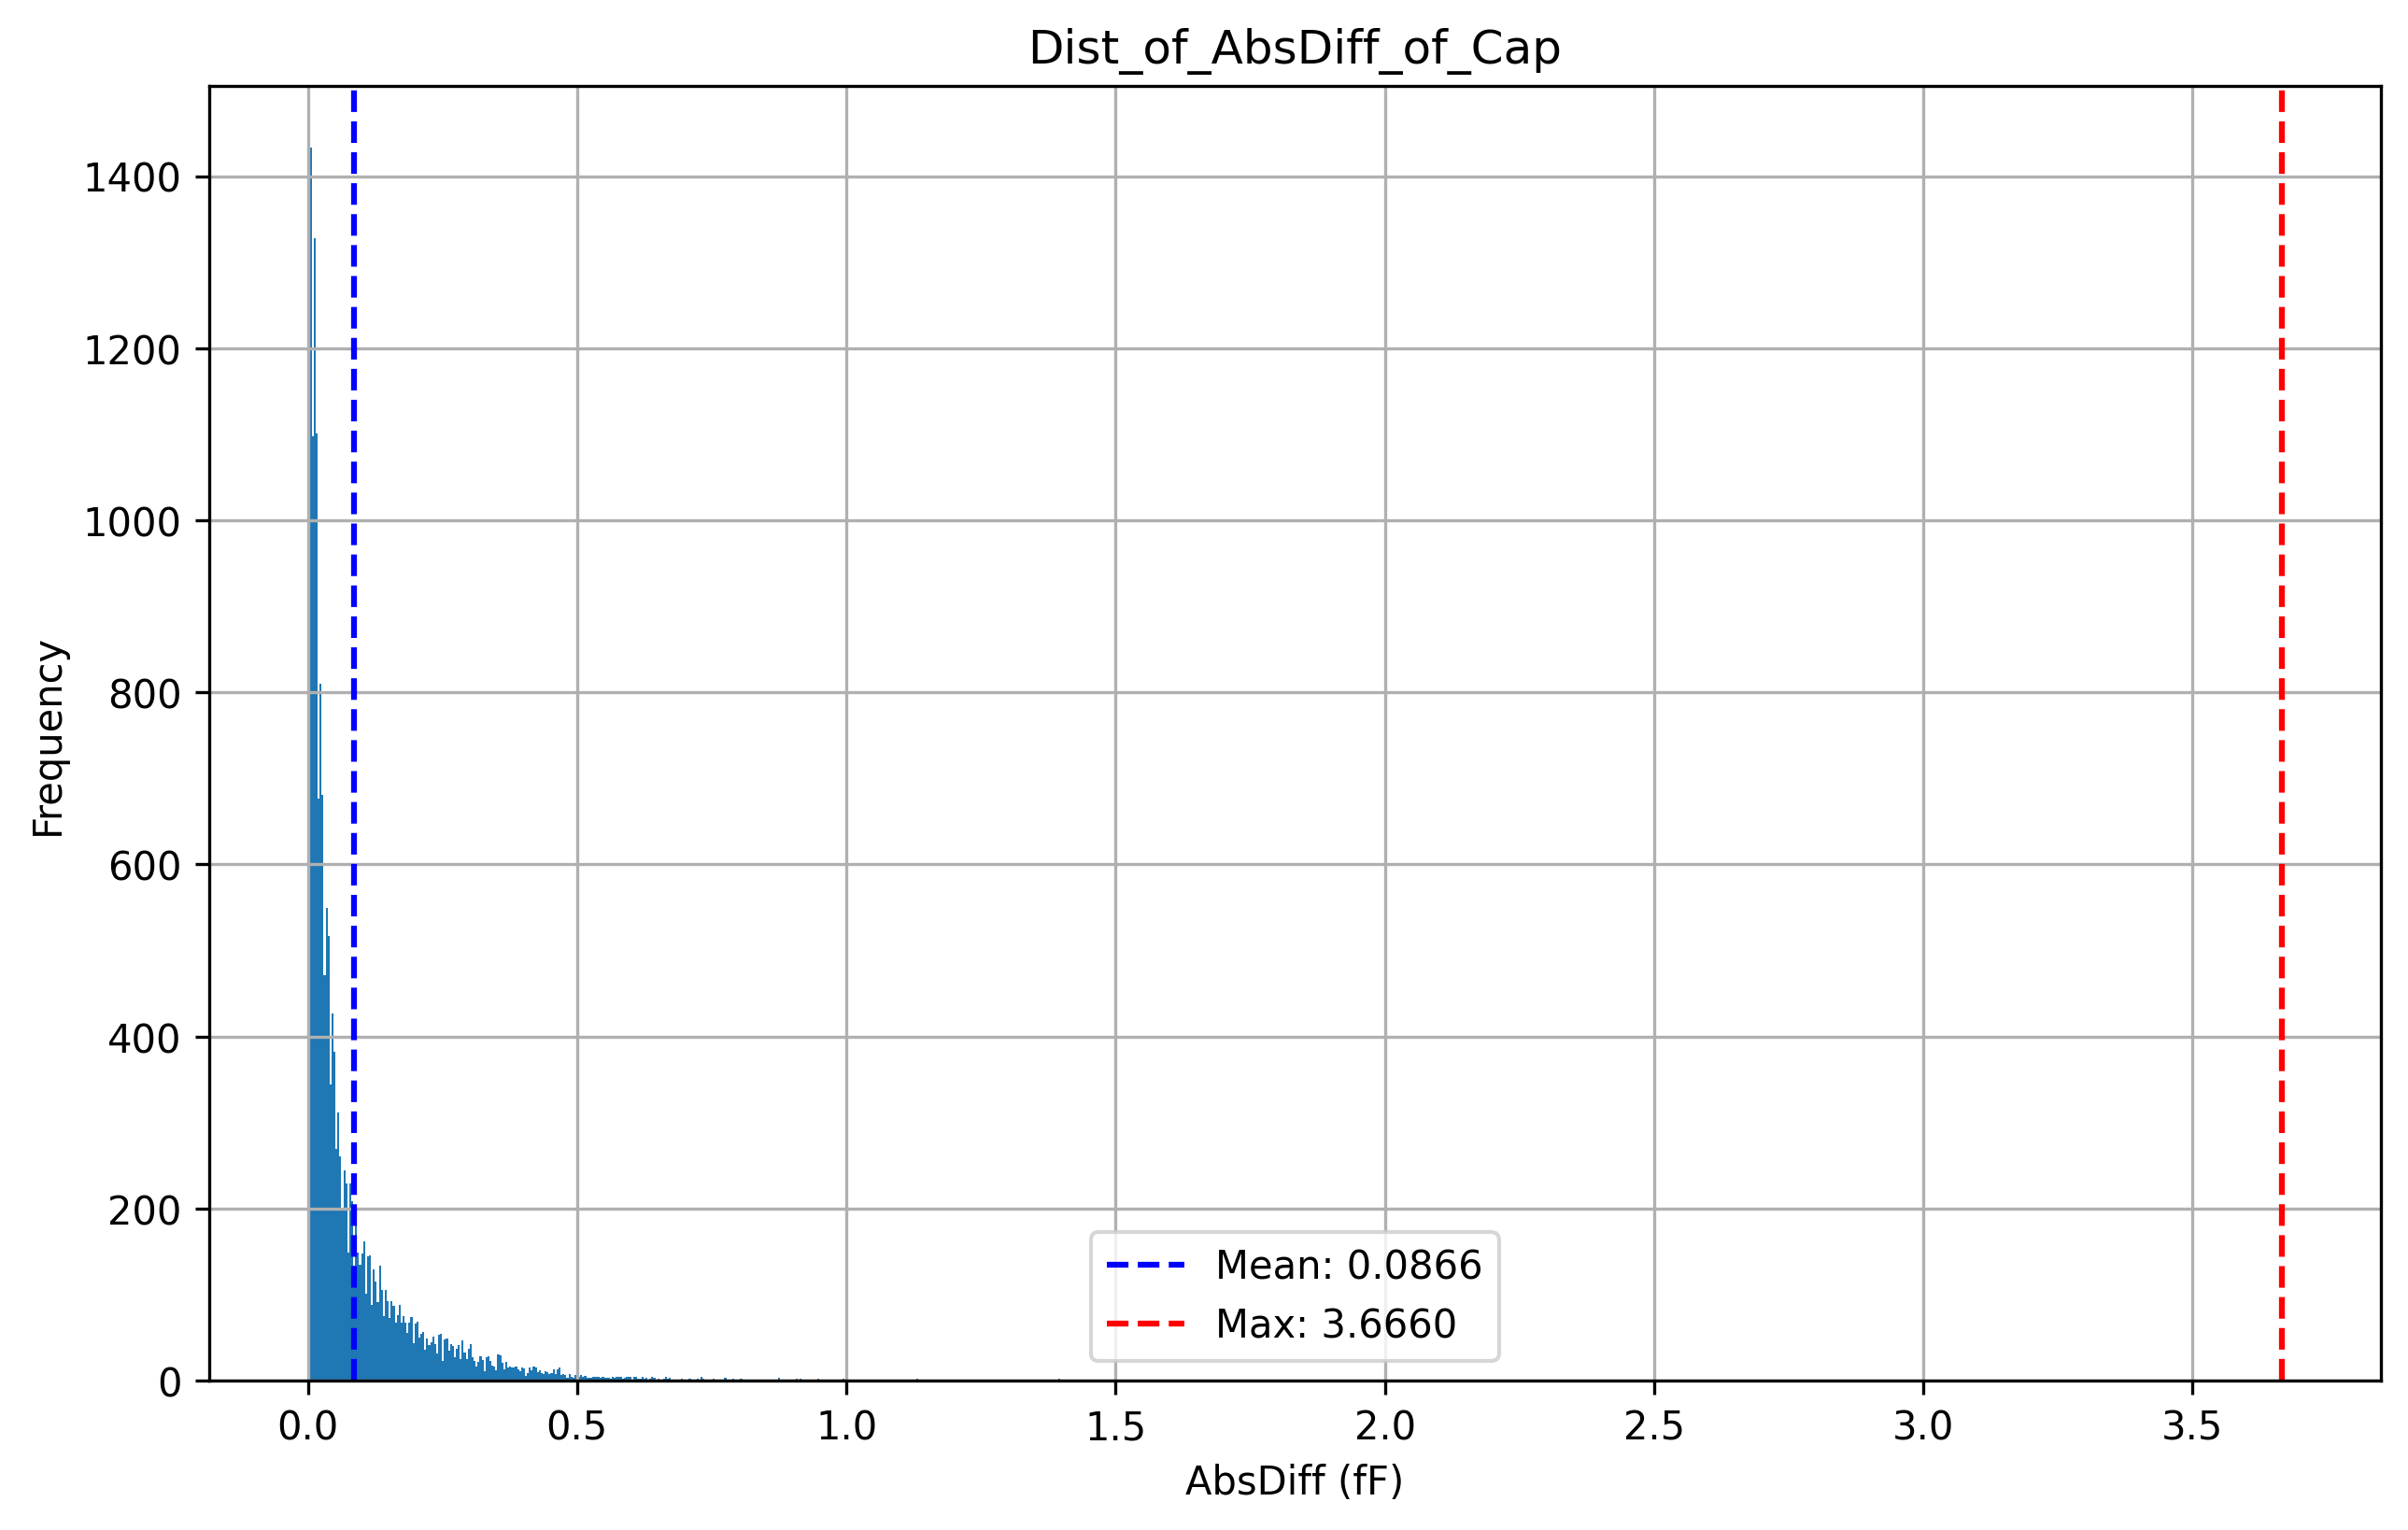 Dist_of_AbsDiff_of_Cap
1400
1200
1000
800
600
400
200
0
Frequency
Mean: 0.0866
Max: 3.6660
0.0 0.5 1.0 1.5 2.0 2.5 3.0 3.5
AbsDiff (fF)